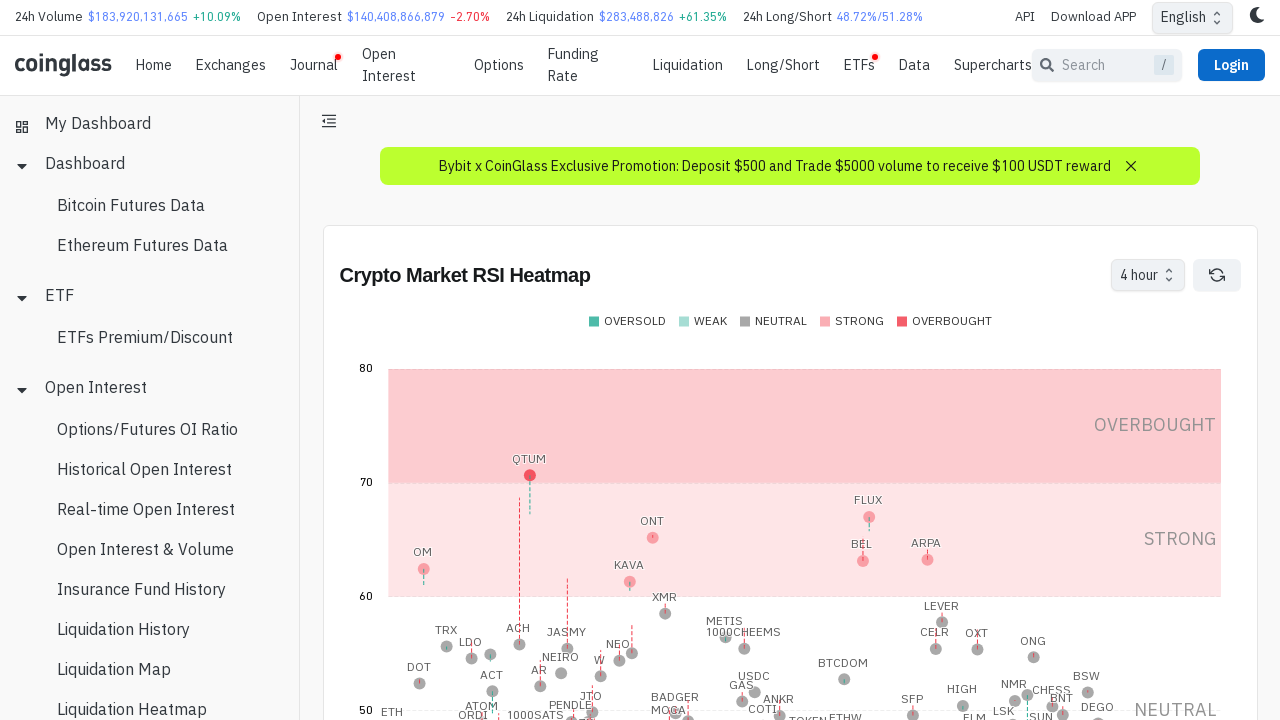 24h Volume $183,920,131,665 +10.09% Open Interest $140,408,866,879 -2.70% 24h Liquidation $283,488,826 +61.35% 24h Long/Short 48.72%/51.28% API Download APP English
coinglass Home Exchanges Journal Open Interest Options Funding Rate Liquidation Long/Short ETFs Data Supercharts Search / Login
My Dashboard
Dashboard
Bitcoin Futures Data
Ethereum Futures Data
ETF
ETFs Premium/Discount
Open Interest
Options/Futures OI Ratio
Historical Open Interest
Real-time Open Interest
Open Interest & Volume
Insurance Fund History
Liquidation History
Liquidation Map
Liquidation Heatmap
Bybit x CoinGlass Exclusive Promotion: Deposit $500 and Trade $5000 volume to receive $100 USDT reward
Crypto Market RSI Heatmap
4 hour
OVERSOLD WEAK NEUTRAL STRONG OVERBOUGHT
80
OVERBOUGHT
QTUM
70
FLUX
ONT
STRONG
BEL ARPA
OM
KAVA
60 XMR
LEVER
METIS
TRX ACH JASMY 1000CHEEMS CELR OXT
LDO NEO ONG
NEIRO W
DOT AR BTCDOM
ACT USDC BSW
GAS HIGH NMR CHESS
JTO BADGER ANKR SFP BNT
ATOM PENDLE DEGO
50 ETH MOCA COTI LSK NEUTRAL
ORDI 1000SATS TOKEN ETHW FLM SUN